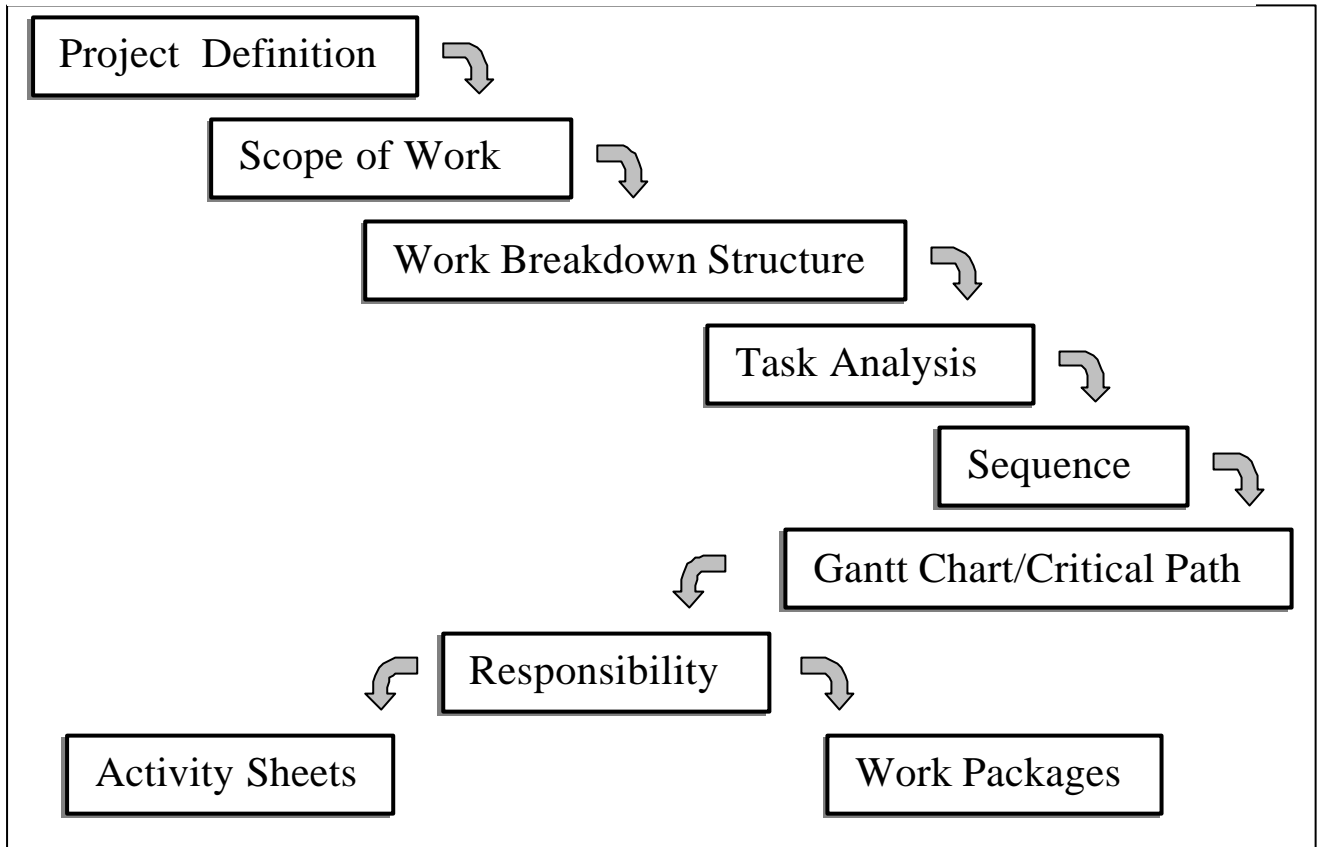 Project Definition
Scope of Work
Work Breakdown Structure
Task Analysis
Sequence
Gantt Chart/Critical Path
Responsibility
Activity Sheets
Work Packages